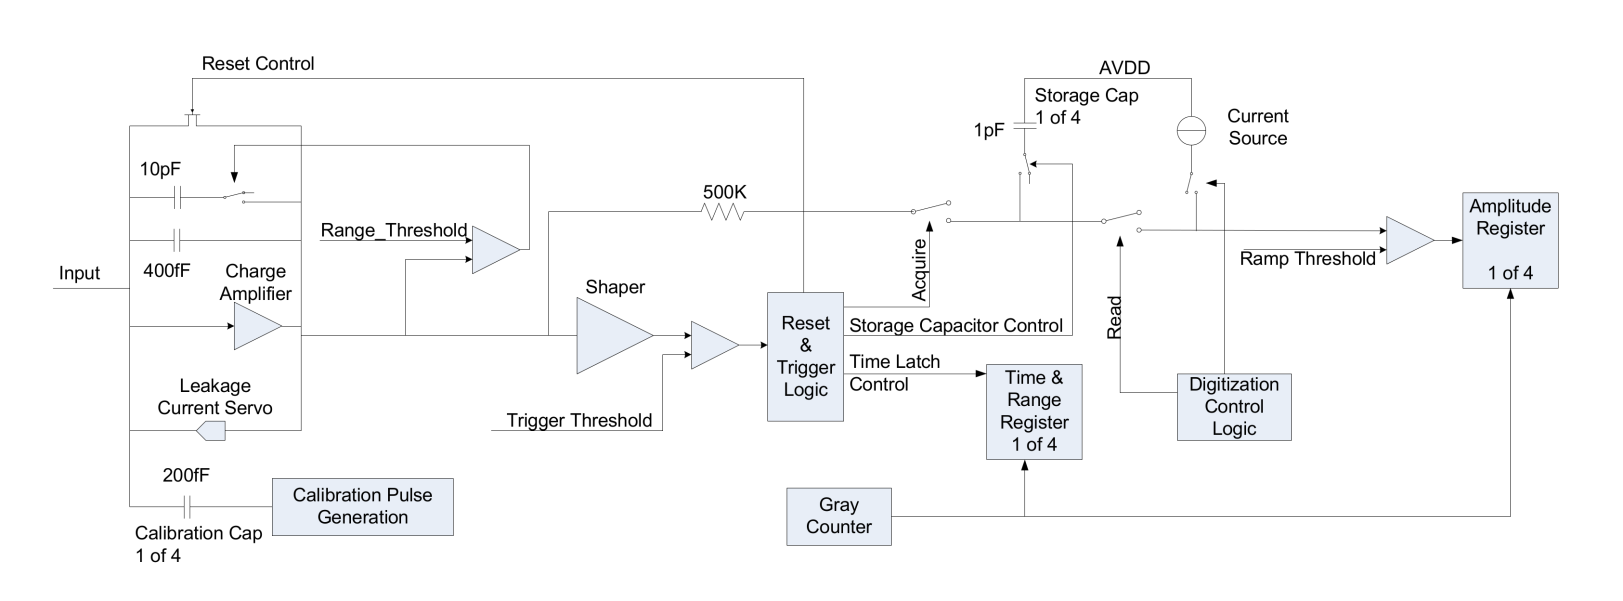 Reset Control
AVDD
Storage Cap
1 of 4
1pF
Current
Source
10pF
500K
Amplitude
Register
1 of 4
Range_Threshold
Input
400fF
Charge
Amplifier
Ramp Threshold
Acquire
Shaper
Read
Reset
&
Trigger
Logic
Storage Capacitor Control
Time Latch
Control
Time &
Range
Register
1 of 4
Digitization
Control
Logic
Leakage
Current Servo
Trigger Threshold
200fF
Calibration Pulse
Generation
Calibration Cap
1 of 4
Gray
Counter